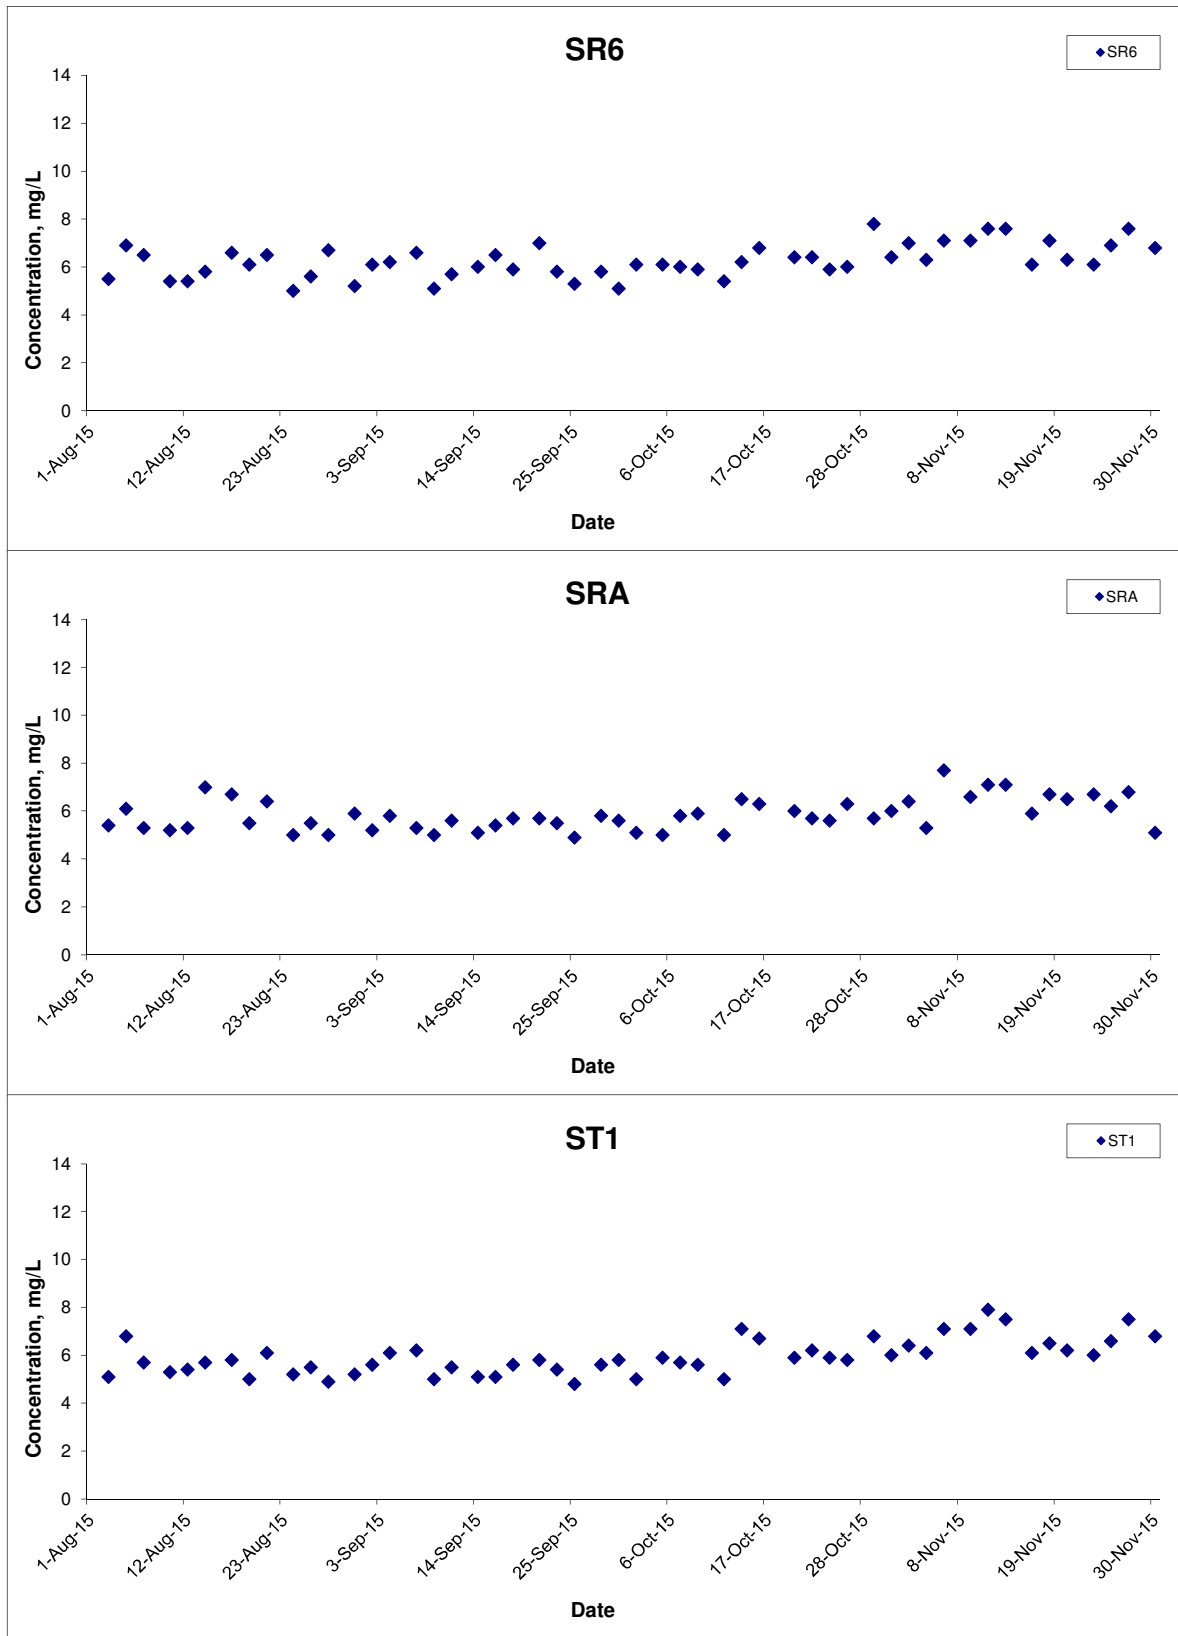 SR6
SR6
14
12
10
8
6
4
2
0
Concentration, mg/L
1-Aug-15
12-Aug-15
23-Aug-15
3-Sep-15
14-Sep-15
25-Sep-15
6-Oct-15
17-Oct-15
28-Oct-15
8-Nov-15
19-Nov-15
30-Nov-15
Date
SRA
SRA
14
12
10
8
6
4
2
0
Concentration, mg/L
1-Aug-15
12-Aug-15
23-Aug-15
3-Sep-15
14-Sep-15
25-Sep-15
6-Oct-15
17-Oct-15
28-Oct-15
8-Nov-15
19-Nov-15
30-Nov-15
Date
ST1
ST1
14
12
10
8
6
4
2
0
Concentration, mg/L
1-Aug-15
12-Aug-15
23-Aug-15
3-Sep-15
14-Sep-15
25-Sep-15
6-Oct-15
17-Oct-15
28-Oct-15
8-Nov-15
19-Nov-15
30-Nov-15
Date